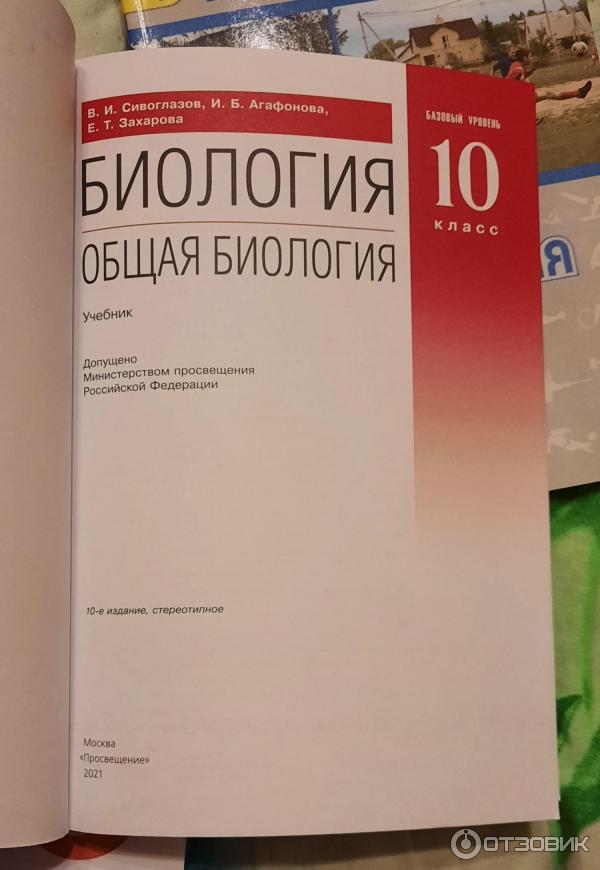 В. И. Сивоглазов, И. Б. Агафонова,
Е. Т. Захарова
БИОЛОГИЯ
ОБЩАЯ БИОЛОГИЯ
Учебник
Допущено
Министерством просвещения
Российской Федерации
10-е издание, стереотипное
Москва
«Просвещение»
2021
БАЗОВЫЙ УРОВЕНЬ
10
класс
ОТЗОВИК